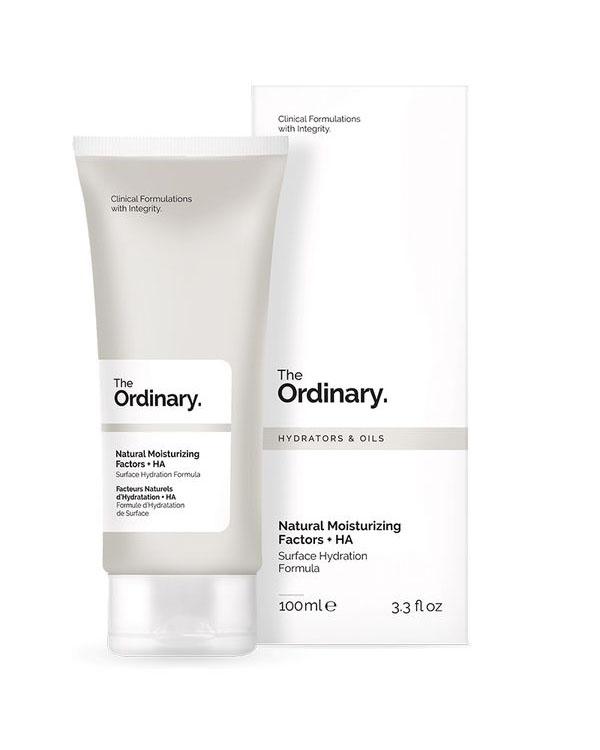 Clinical Formulations
with Integrity.
The
Ordinary.
Natural Moisturizing
Factors + HA
Surface Hydration Formula
Facteurs Naturels
d'Hydratation + HA
Formule d'Hydratation
de Surface
Clinical Formulations
with Integrity.
The
Ordinary.
HYDRATORS & OILS
Natural Moisturizing
Factors + HA
Surface Hydration
Formula
100 ml ℮ 3.3 fl oz